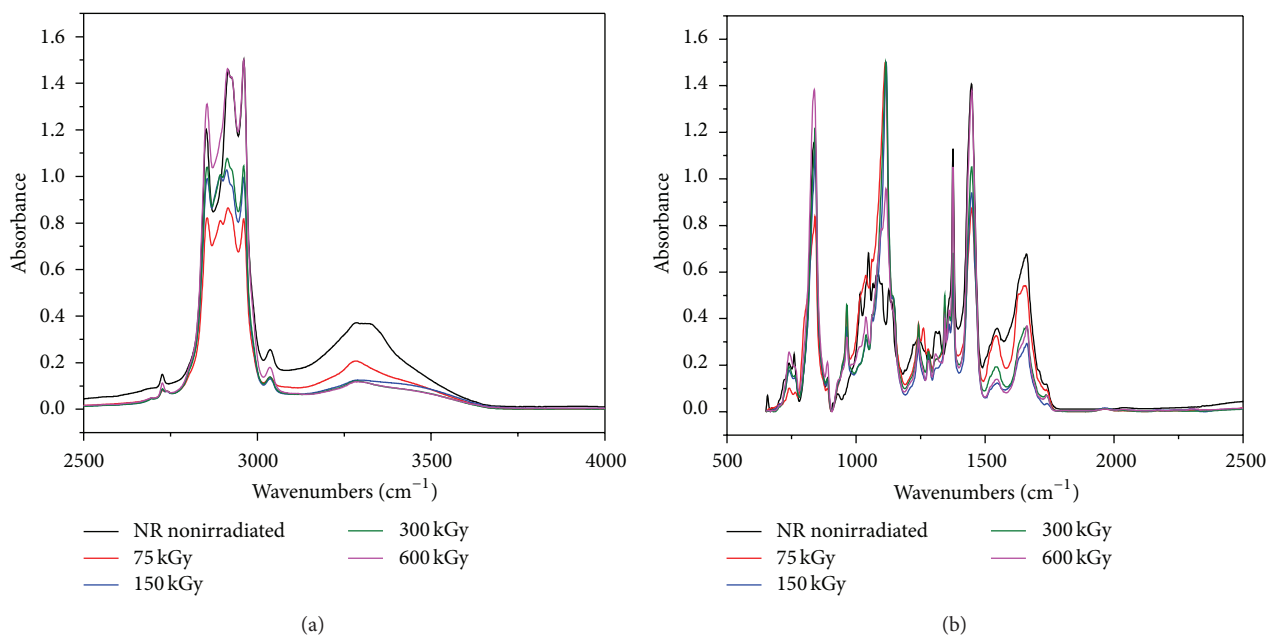 1.6
1.4
1.2
1.0
0.8
0.6
0.4
0.2
0.0
Absorbance
2500 3000 3500 4000
Wavenumbers (cm⁻¹)
NR nonirradiated
75 kGy
150 kGy
300 kGy
600 kGy
(a)
1.6
1.4
1.2
1.0
0.8
0.6
0.4
0.2
0.0
Absorbance
500 1000 1500 2000 2500
Wavenumbers (cm⁻¹)
NR nonirradiated
75 kGy
150 kGy
300 kGy
600 kGy
(b)